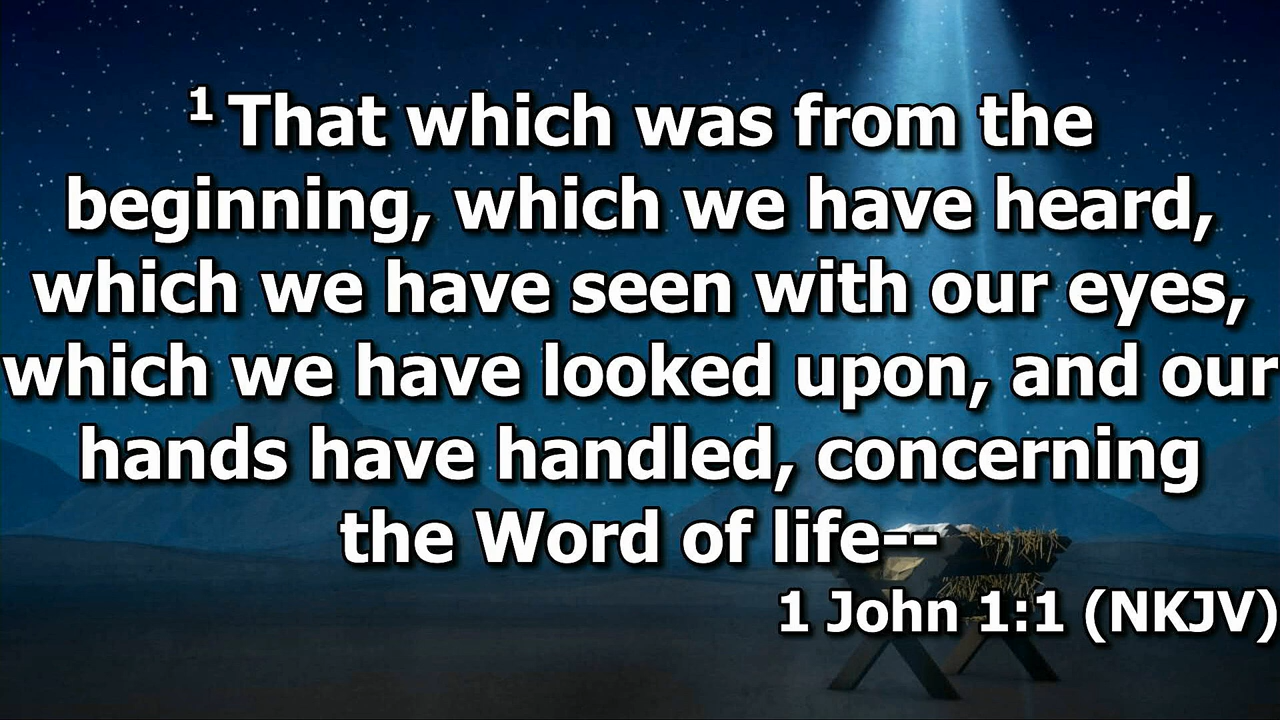 1 That which was from the
beginning, which we have heard,
which we have seen with our eyes,
which we have looked upon, and our
hands have handled, concerning
the Word of life--
1 John 1:1 (NKJV)